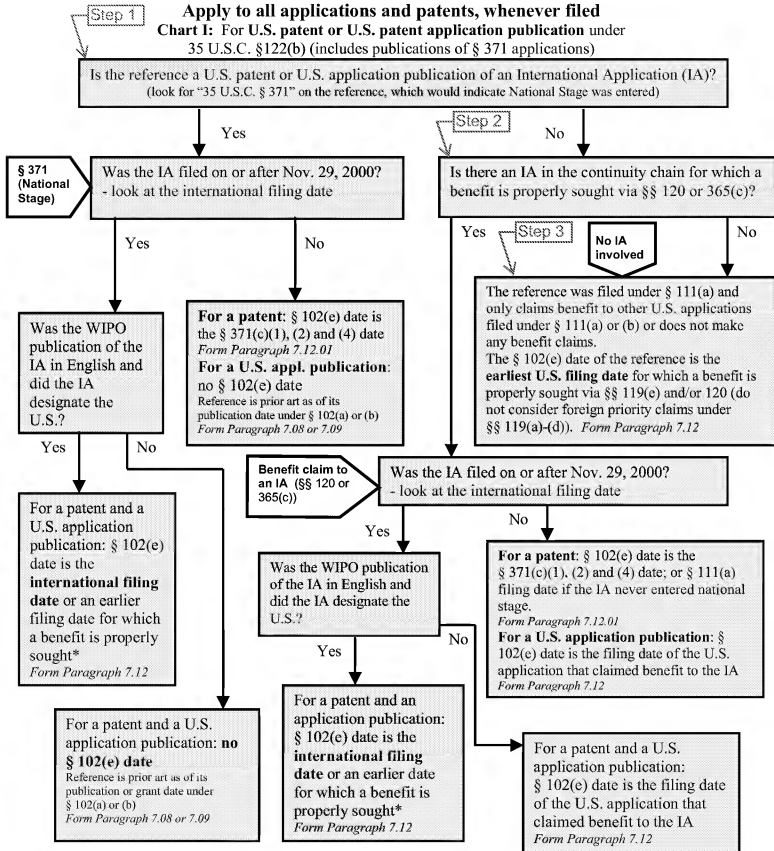 Step 1
Apply to all applications and patents, whenever filed
Chart I: For U.S. patent or U.S. patent application publication under
35 U.S.C. §122(b) (includes publications of § 371 applications)
Is the reference a U.S. patent or U.S. application publication of an International Application (IA)?
(look for “35 U.S.C. § 371” on the reference, which would indicate National Stage was entered)
Yes
Step 2
No
§ 371
(National
Stage)
Was the IA filed on or after Nov. 29, 2000?
- look at the international filing date
Is there an IA in the continuity chain for which a
benefit is properly sought via §§ 120 or 365(c)?
Yes
No
Yes
Step 3
No IA
involved
No
Was the WIPO
publication of the
IA in English and
did the IA
designate the
U.S.?
For a patent: § 102(e) date is
the § 371(c)(1), (2) and (4) date
Form Paragraph 7.12.01
For a U.S. appl. publication:
no § 102(e) date
Reference is prior art as of its
publication date under § 102(a) or (b)
Form Paragraph 7.08 or 7.09
The reference was filed under § 111(a) and
only claims benefit to other U.S. applications
filed under § 111(a) or (b) or does not make
any benefit claims.
The § 102(e) date of the reference is the
earliest U.S. filing date for which a benefit is
properly sought via §§ 119(e) and/or 120 (do
not consider foreign priority claims under
§§ 119(a)-(d)). Form Paragraph 7.12
Yes
No
Benefit claim to
an IA (§§ 120 or
365(c))
Was the IA filed on or after Nov. 29, 2000?
- look at the international filing date
Yes
No
For a patent and a
U.S. application
publication: § 102(e)
date is the
international filing
date or an earlier
filing date for which
a benefit is properly
sought*
Form Paragraph 7.12
Was the WIPO publication
of the IA in English and
did the IA designate the
U.S.?
Yes
No
For a patent: § 102(e) date is the
§ 371(c)(1), (2) and (4) date; or § 111(a)
filing date if the IA never entered national
stage.
Form Paragraph 7.12.01
For a U.S. application publication: §
102(e) date is the filing date of the U.S.
application that claimed benefit to the IA
Form Paragraph 7.12
For a patent and a U.S.
application publication: no
§ 102(e) date
Reference is prior art as of its
publication or grant date under
§ 102(a) or (b)
Form Paragraph 7.08 or 7.09
For a patent and an
application publication:
§ 102(e) date is the
international filing
date or an earlier date
for which a benefit is
properly sought*
Form Paragraph 7.12
For a patent and a U.S.
application publication:
§ 102(e) date is the filing date
of the U.S. application that
claimed benefit to the IA
Form Paragraph 7.12